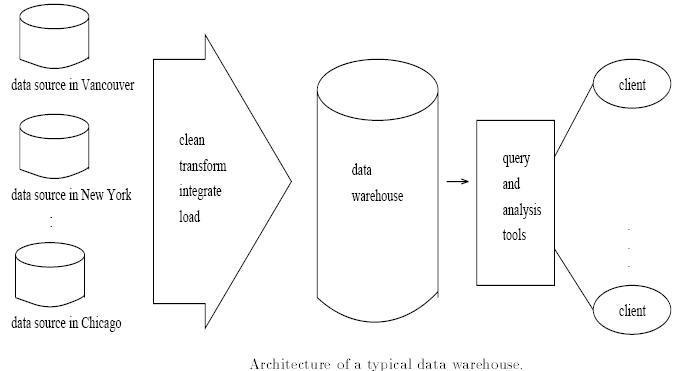 data source in Vancouver
data source in New York
data source in Chicago
clean
transform
integrate
load
data
warehouse
query
and
analysis
tools
client
client
Architecture of a typical data warehouse.